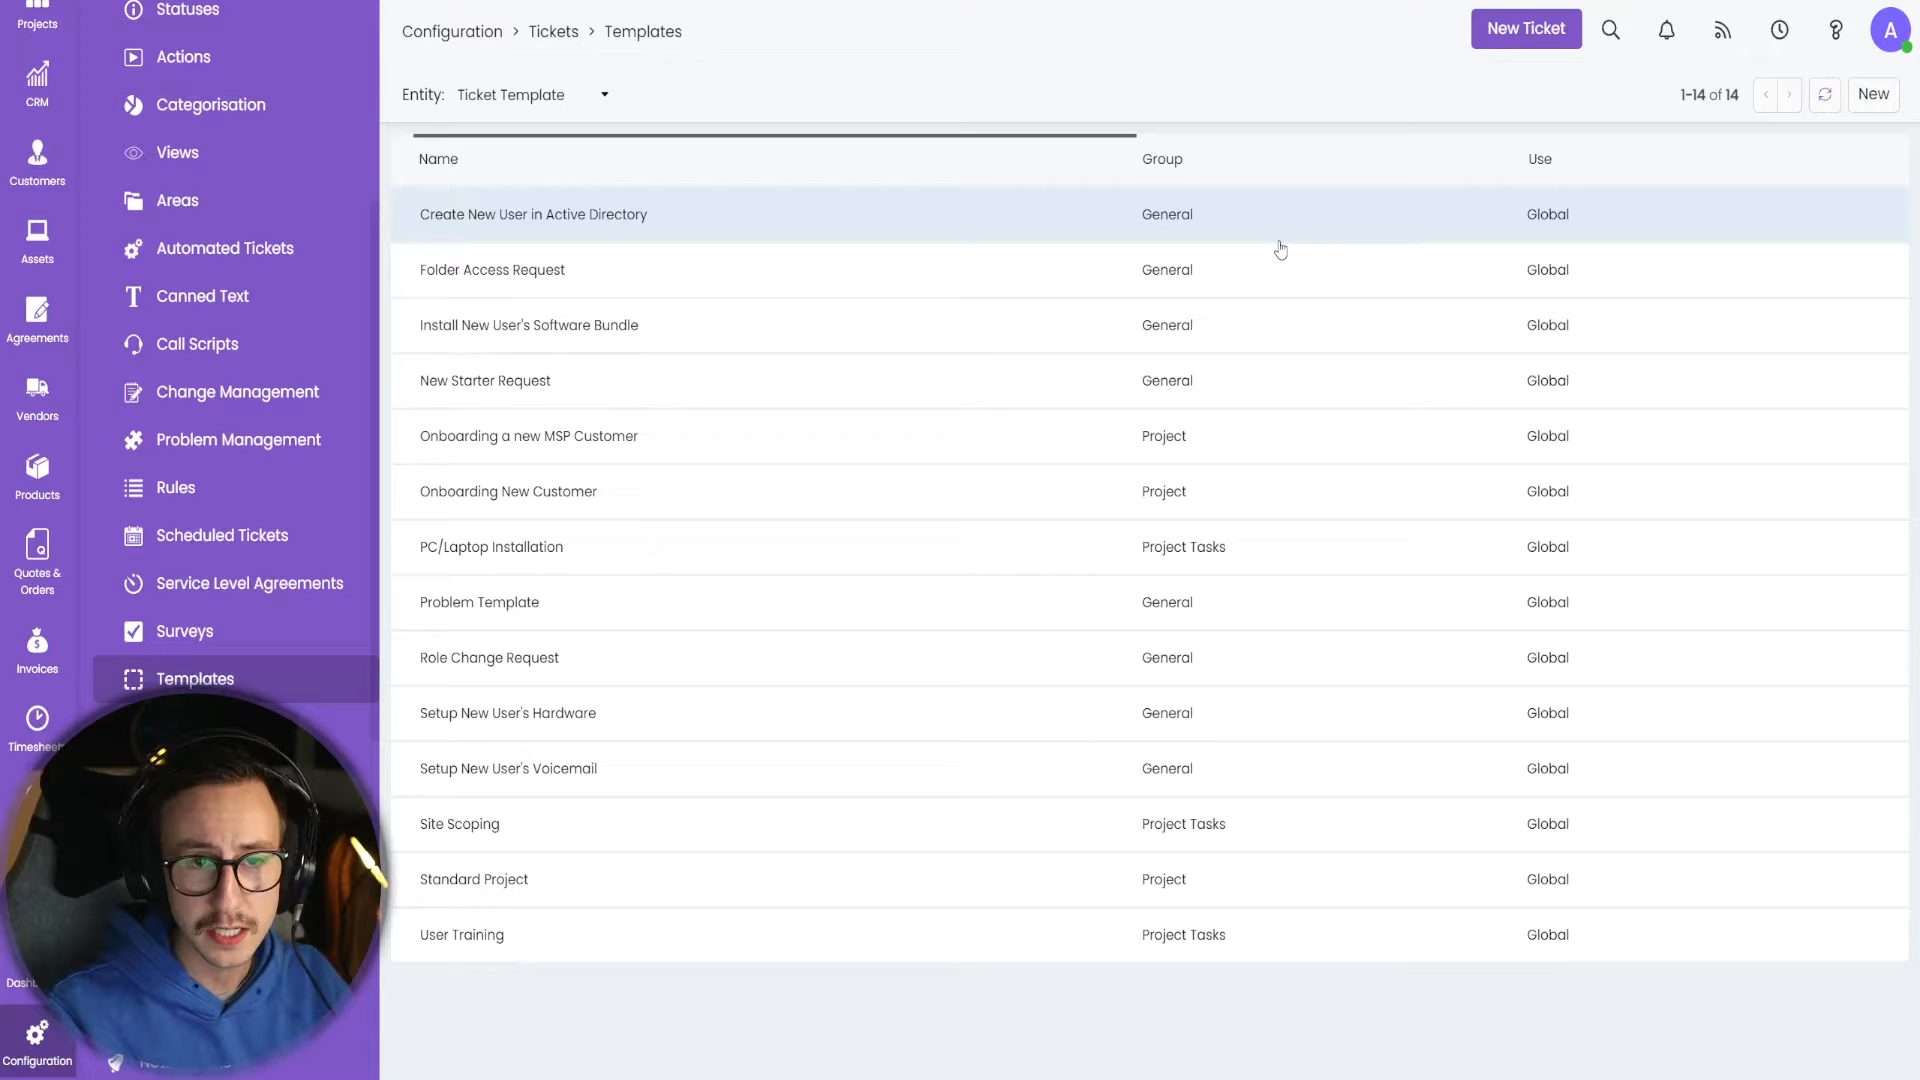 Projects
CRM
Customers
Assets
Agreements
Vendors
Products
Quotes &
Orders
Invoices
Configuration
Statuses
Actions
Categorisation
Views
Areas
Automated Tickets
Canned Text
Call Scripts
Change Management
Problem Management
Rules
Scheduled Tickets
Service Level Agreements
Surveys
Templates
Configuration > Tickets > Templates
New Ticket
A
Entity: Ticket Template
1-14 of 14
New
Name Group Use
Create New User in Active Directory General Global
Folder Access Request General Global
Install New User's Software Bundle General Global
New Starter Request General Global
Onboarding a new MSP Customer Project Global
Onboarding New Customer Project Global
PC/Laptop Installation Project Tasks Global
Problem Template General Global
Role Change Request General Global
Setup New User's Hardware General Global
Setup New User's Voicemail General Global
Site Scoping Project Tasks Global
Standard Project Project Global
User Training Project Tasks Global